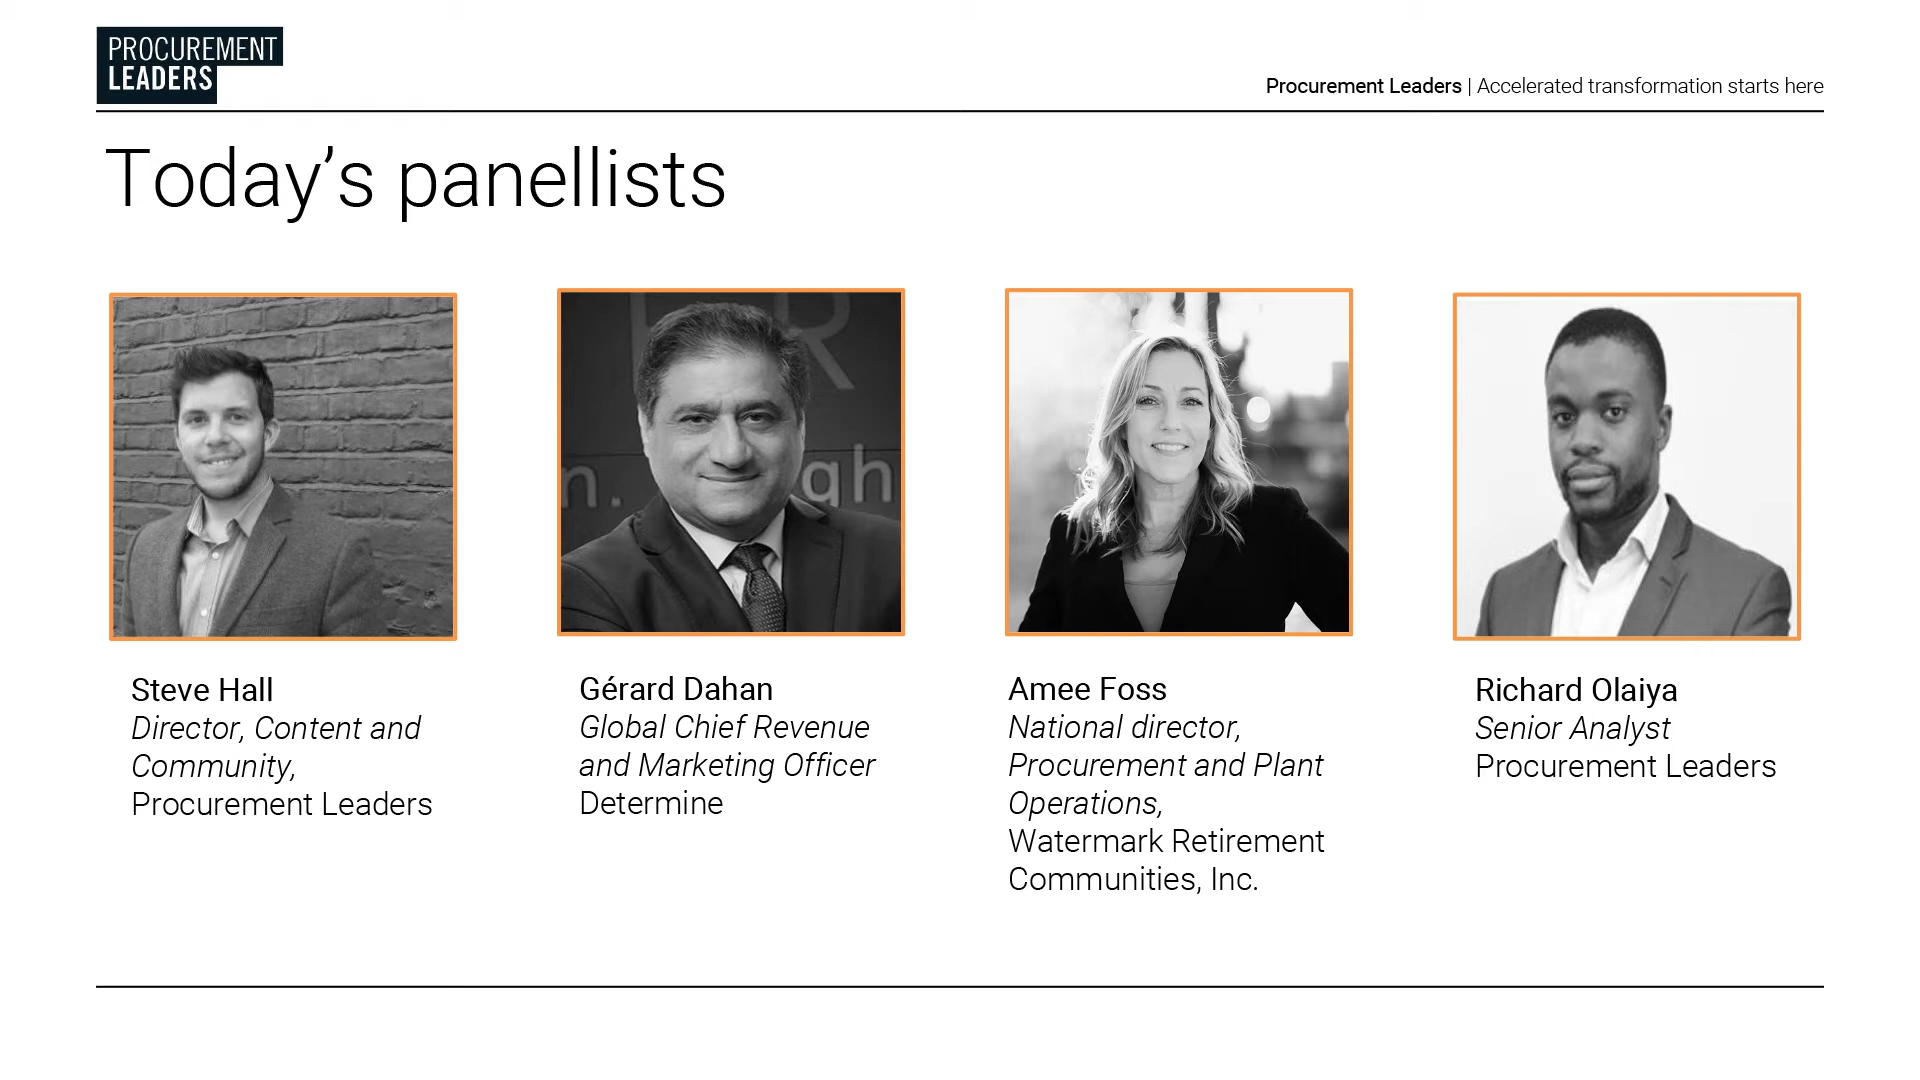 PROCUREMENT
LEADERS
Procurement Leaders | Accelerated transformation starts here
Today’s panellists
R
n.
gh
Steve Hall
Director, Content and
Community,
Procurement Leaders
Gérard Dahan
Global Chief Revenue
and Marketing Officer
Determine
Amee Foss
National director,
Procurement and Plant
Operations,
Watermark Retirement
Communities, Inc.
Richard Olaiya
Senior Analyst
Procurement Leaders